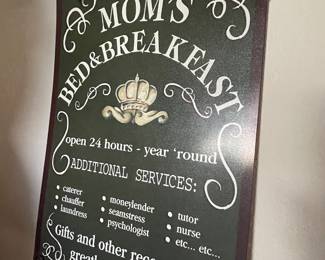 MOM'S
BED & BREAKFAST
open 24 hours - year 'round
ADDITIONAL SERVICES:
• caterer • moneylender • tutor
• chauffer • seamstress • nurse
• laundress • psychologist • etc... etc...
Gifts and other